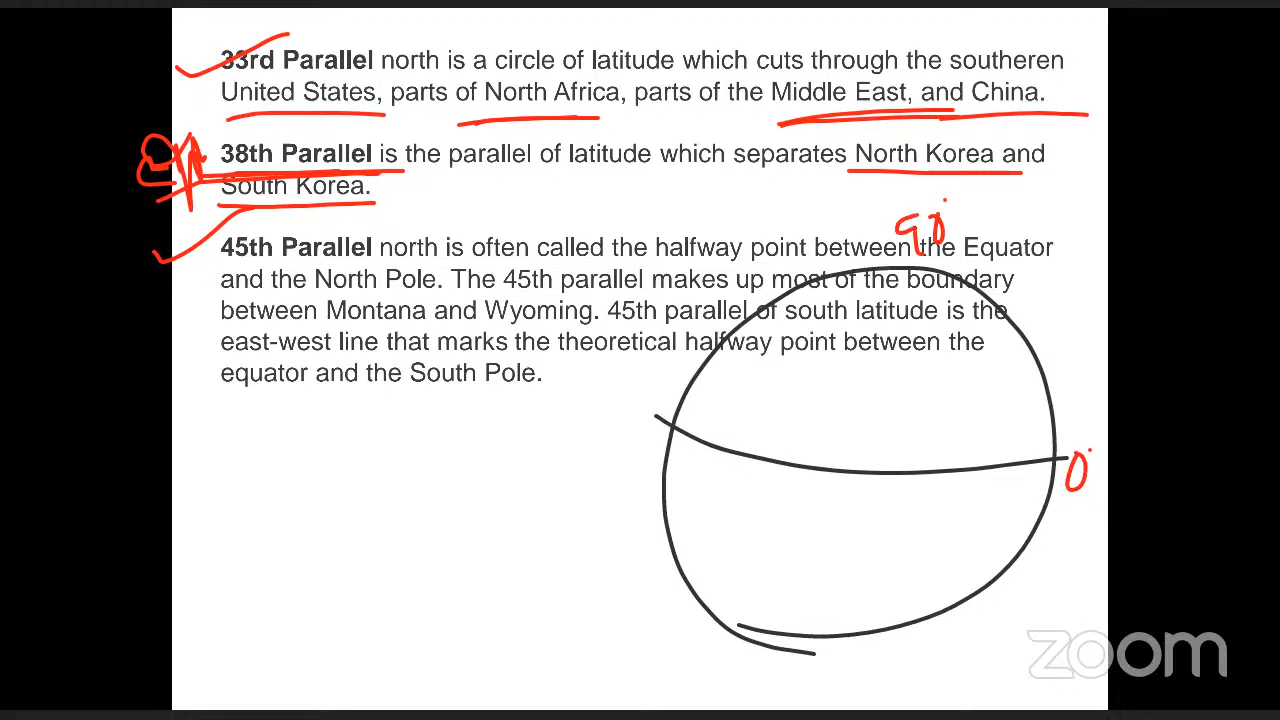 33rd Parallel north is a circle of latitude which cuts through the southeren
United States, parts of North Africa, parts of the Middle East, and China.
38th Parallel is the parallel of latitude which separates North Korea and
South Korea.
90°
45th Parallel north is often called the halfway point between the Equator
and the North Pole. The 45th parallel makes up most of the boundary
between Montana and Wyoming. 45th parallel of south latitude is the
east-west line that marks the theoretical halfway point between the
equator and the South Pole.
0°
zoom